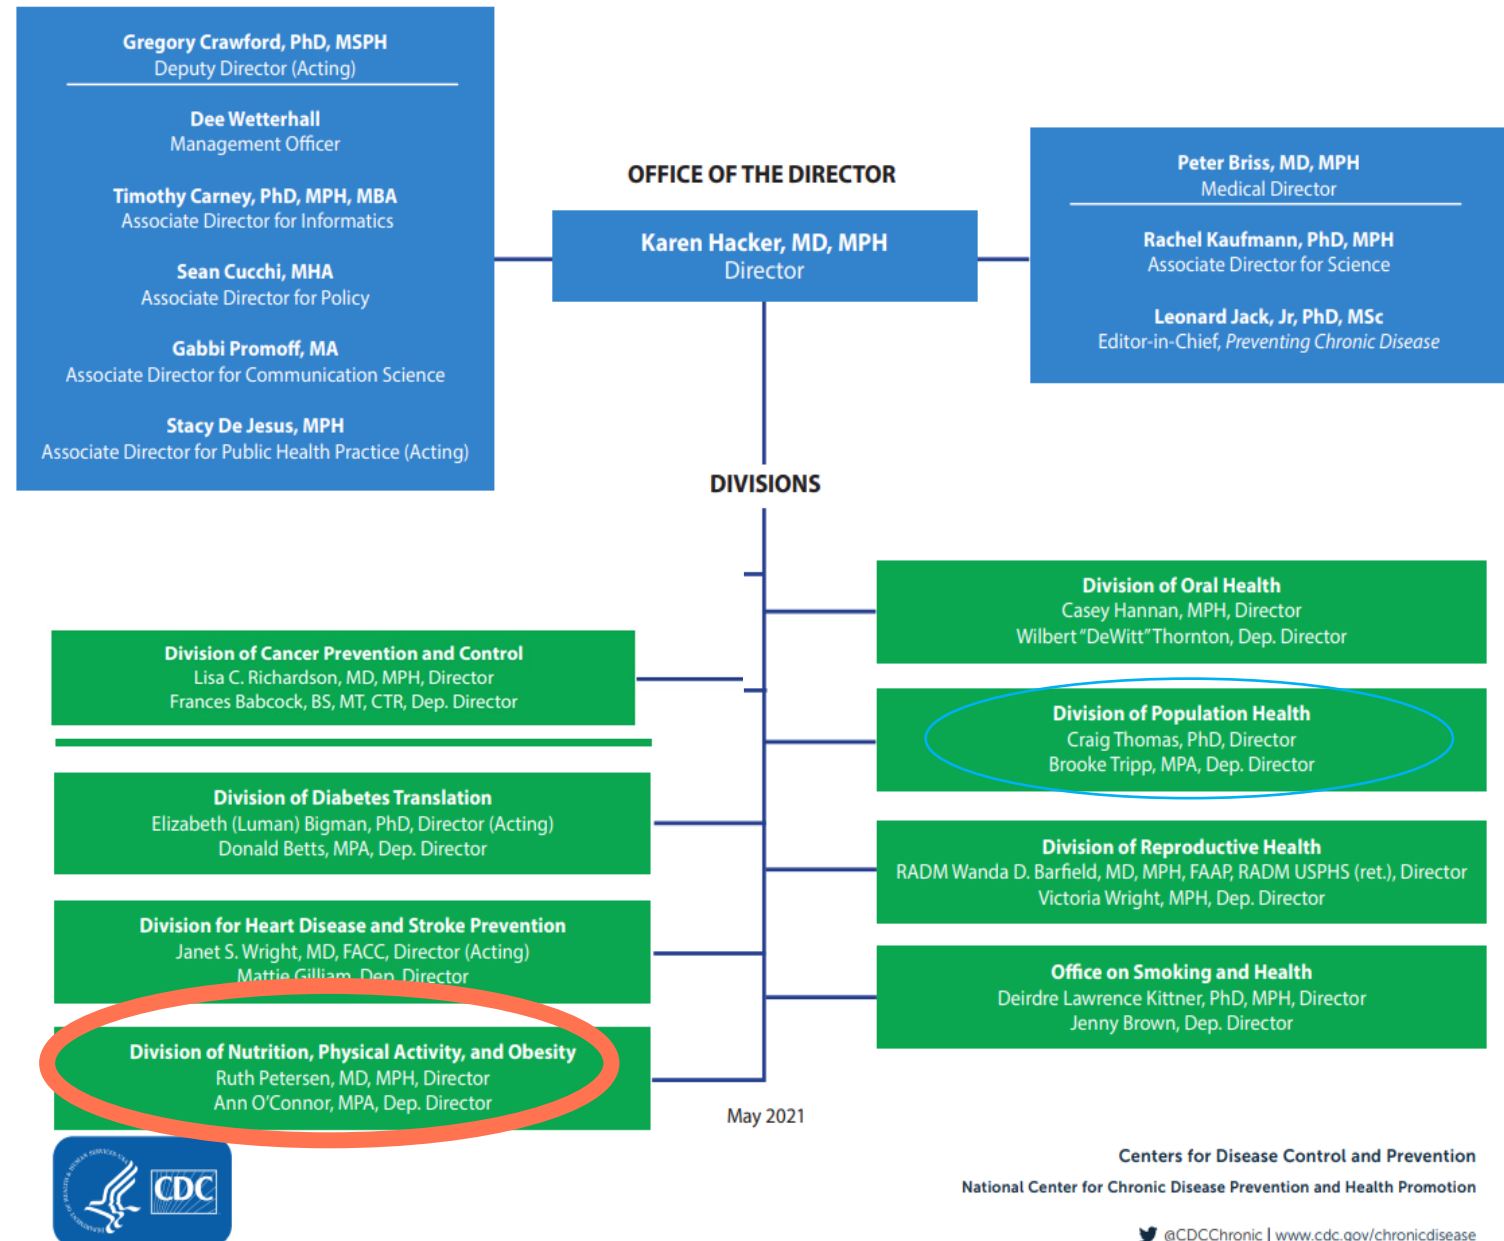 Gregory Crawford, PhD, MSPH
Deputy Director (Acting)
Dee Wetterhall
Management Officer
Timothy Carney, PhD, MPH, MBA
Associate Director for Informatics
Sean Cucchi, MHA
Associate Director for Policy
Gabbi Promoff, MA
Associate Director for Communication Science
Stacy De Jesus, MPH
Associate Director for Public Health Practice (Acting)
OFFICE OF THE DIRECTOR
Karen Hacker, MD, MPH
Director
Peter Briss, MD, MPH
Medical Director
Rachel Kaufmann, PhD, MPH
Associate Director for Science
Leonard Jack, Jr, PhD, MSc
Editor-in-Chief, Preventing Chronic Disease
DIVISIONS
Division of Cancer Prevention and Control
Lisa C. Richardson, MD, MPH, Director
Frances Babcock, BS, MT, CTR, Dep. Director
Division of Diabetes Translation
Elizabeth (Luman) Bigman, PhD, Director (Acting)
Donald Betts, MPA, Dep. Director
Division for Heart Disease and Stroke Prevention
Janet S. Wright, MD, FACC, Director (Acting)
Mattie Gilliam, Dep. Director
Division of Nutrition, Physical Activity, and Obesity
Ruth Petersen, MD, MPH, Director
Ann O’Connor, MPA, Dep. Director
Division of Oral Health
Casey Hannan, MPH, Director
Wilbert “DeWitt” Thornton, Dep. Director
Division of Population Health
Craig Thomas, PhD, Director
Brooke Tripp, MPA, Dep. Director
Division of Reproductive Health
RADM Wanda D. Barfield, MD, MPH, FAAP, RADM USPHS (ret.), Director
Victoria Wright, MPH, Dep. Director
Office on Smoking and Health
Deirdre Lawrence Kittner, PhD, MPH, Director
Jenny Brown, Dep. Director
May 2021
CDC
Centers for Disease Control and Prevention
National Center for Chronic Disease Prevention and Health Promotion
@CDCChronic | www.cdc.gov/chronicdisease